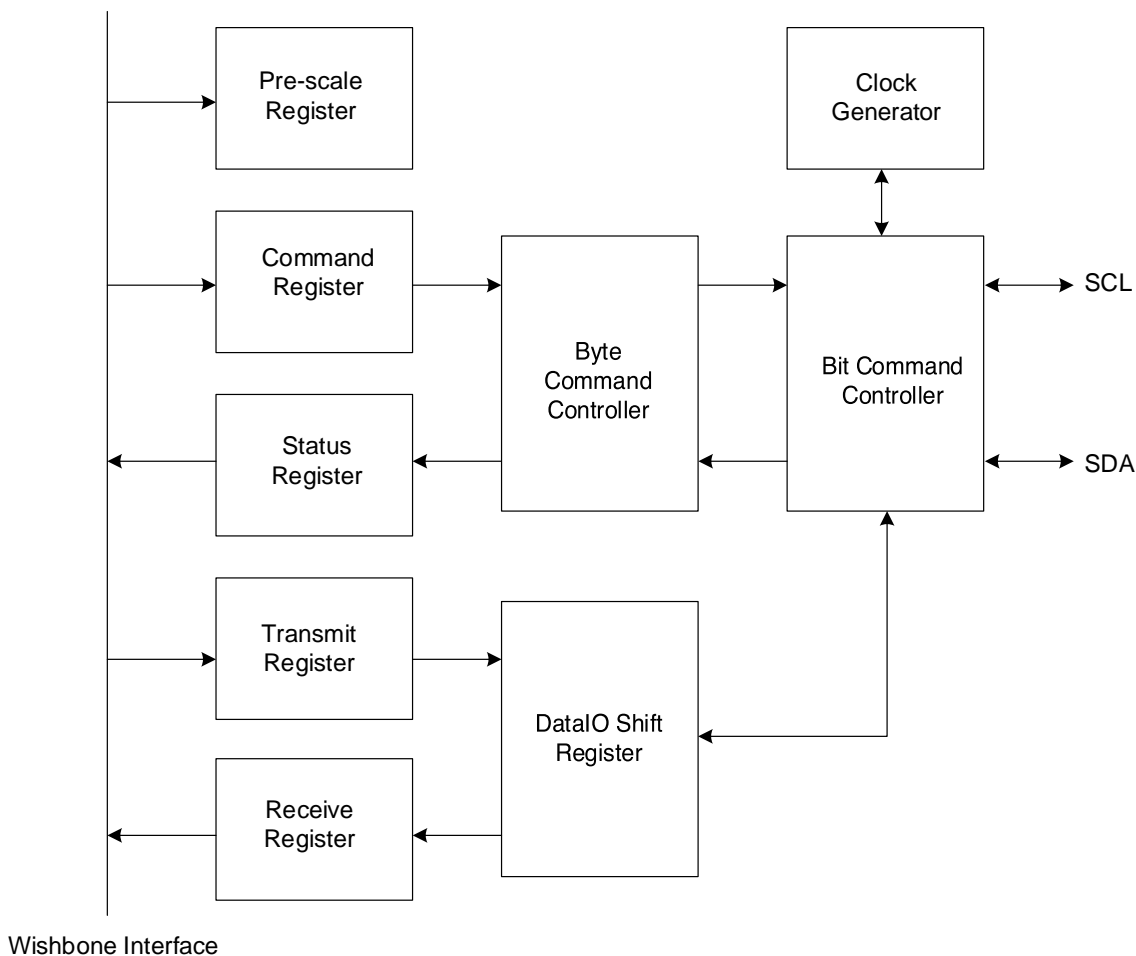 Pre-scale
Register
Clock
Generator
Command
Register
SCL
Byte
Command
Controller
Bit Command
Controller
Status
Register
SDA
Transmit
Register
DataIO Shift
Register
Receive
Register
Wishbone Interface